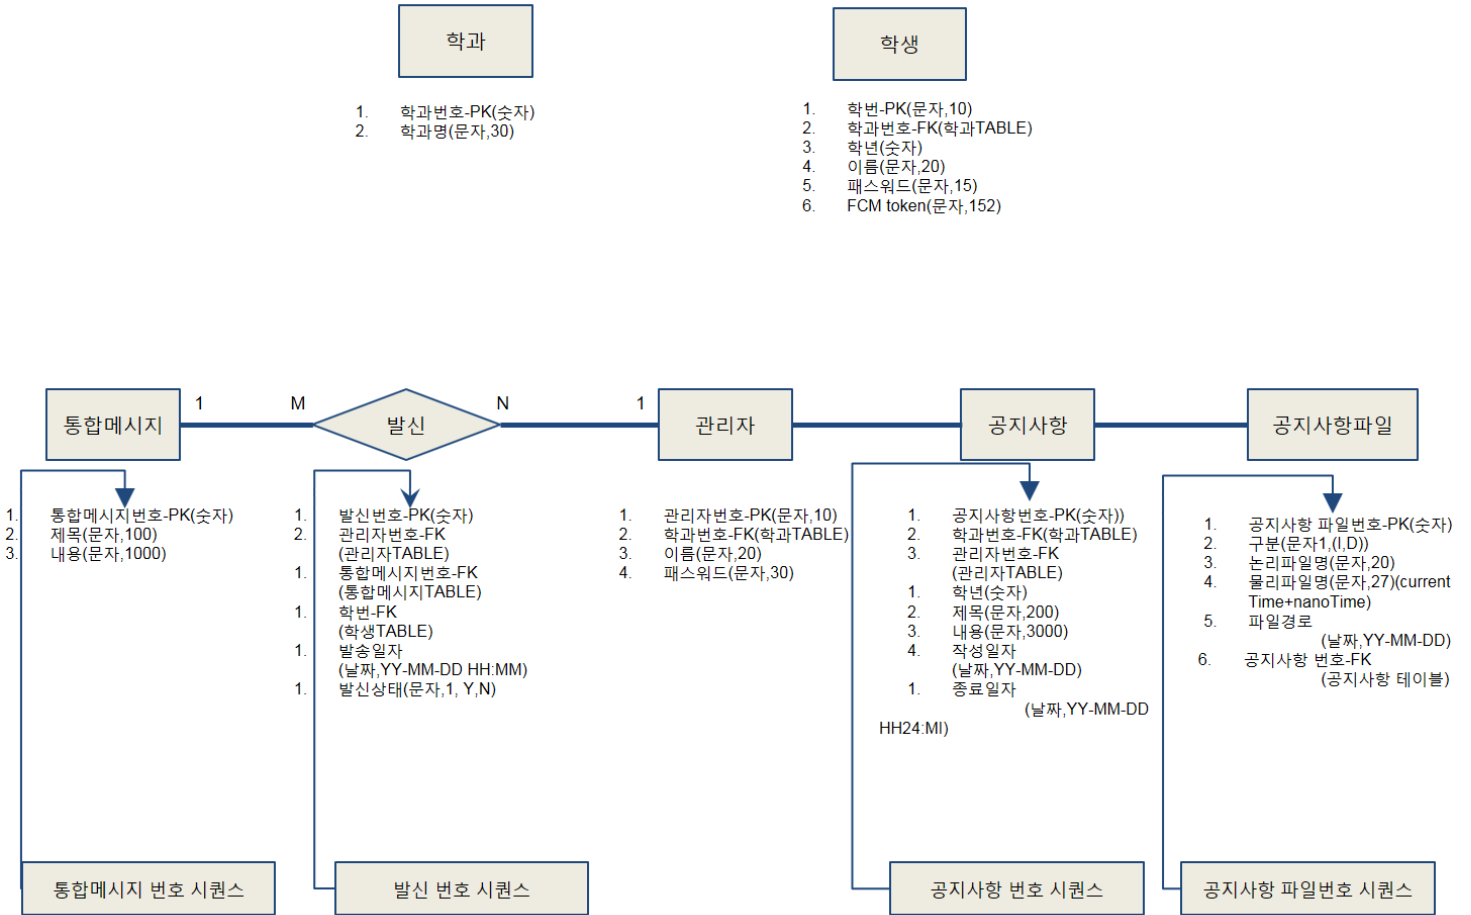 학과
1. 학과번호-PK(숫자)
2. 학과명(문자,30)
학생
1. 학번-PK(문자,10)
2. 학과번호-FK(학과TABLE)
3. 학년(숫자)
4. 이름(문자,20)
5. 패스워드(문자,15)
6. FCM token(문자,152)
통합메시지
1
M
발신
N
1
관리자
공지사항
공지사항파일
1. 통합메시지번호-PK(숫자)
2. 제목(문자,100)
3. 내용(문자,1000)
1. 발신번호-PK(숫자)
2. 관리자번호-FK
(관리자TABLE)
1. 통합메시지번호-FK
(통합메시지TABLE)
1. 학번-FK
(학생TABLE)
1. 발송일자
(날짜,YY-MM-DD HH:MM)
1. 발신상태(문자,1, Y,N)
1. 관리자번호-PK(문자,10)
2. 학과번호-FK(학과TABLE)
3. 이름(문자,20)
4. 패스워드(문자,30)
1. 공지사항번호-PK(숫자))
2. 학과번호-FK(학과TABLE)
3. 관리자번호-FK
(관리자TABLE)
1. 학년(숫자)
2. 제목(문자,200)
3. 내용(문자,3000)
4. 작성일자
(날짜,YY-MM-DD)
1. 종료일자
(날짜,YY-MM-DD
HH24:MI)
1. 공지사항 파일번호-PK(숫자)
2. 구분(문자1,(I,D))
3. 논리파일명(문자,20)
4. 물리파일명(문자,27)(current
Time+nanoTime)
5. 파일경로
(날짜,YY-MM-DD)
6. 공지사항 번호-FK
(공지사항 테이블)
통합메시지 번호 시퀀스
발신 번호 시퀀스
공지사항 번호 시퀀스
공지사항 파일번호 시퀀스